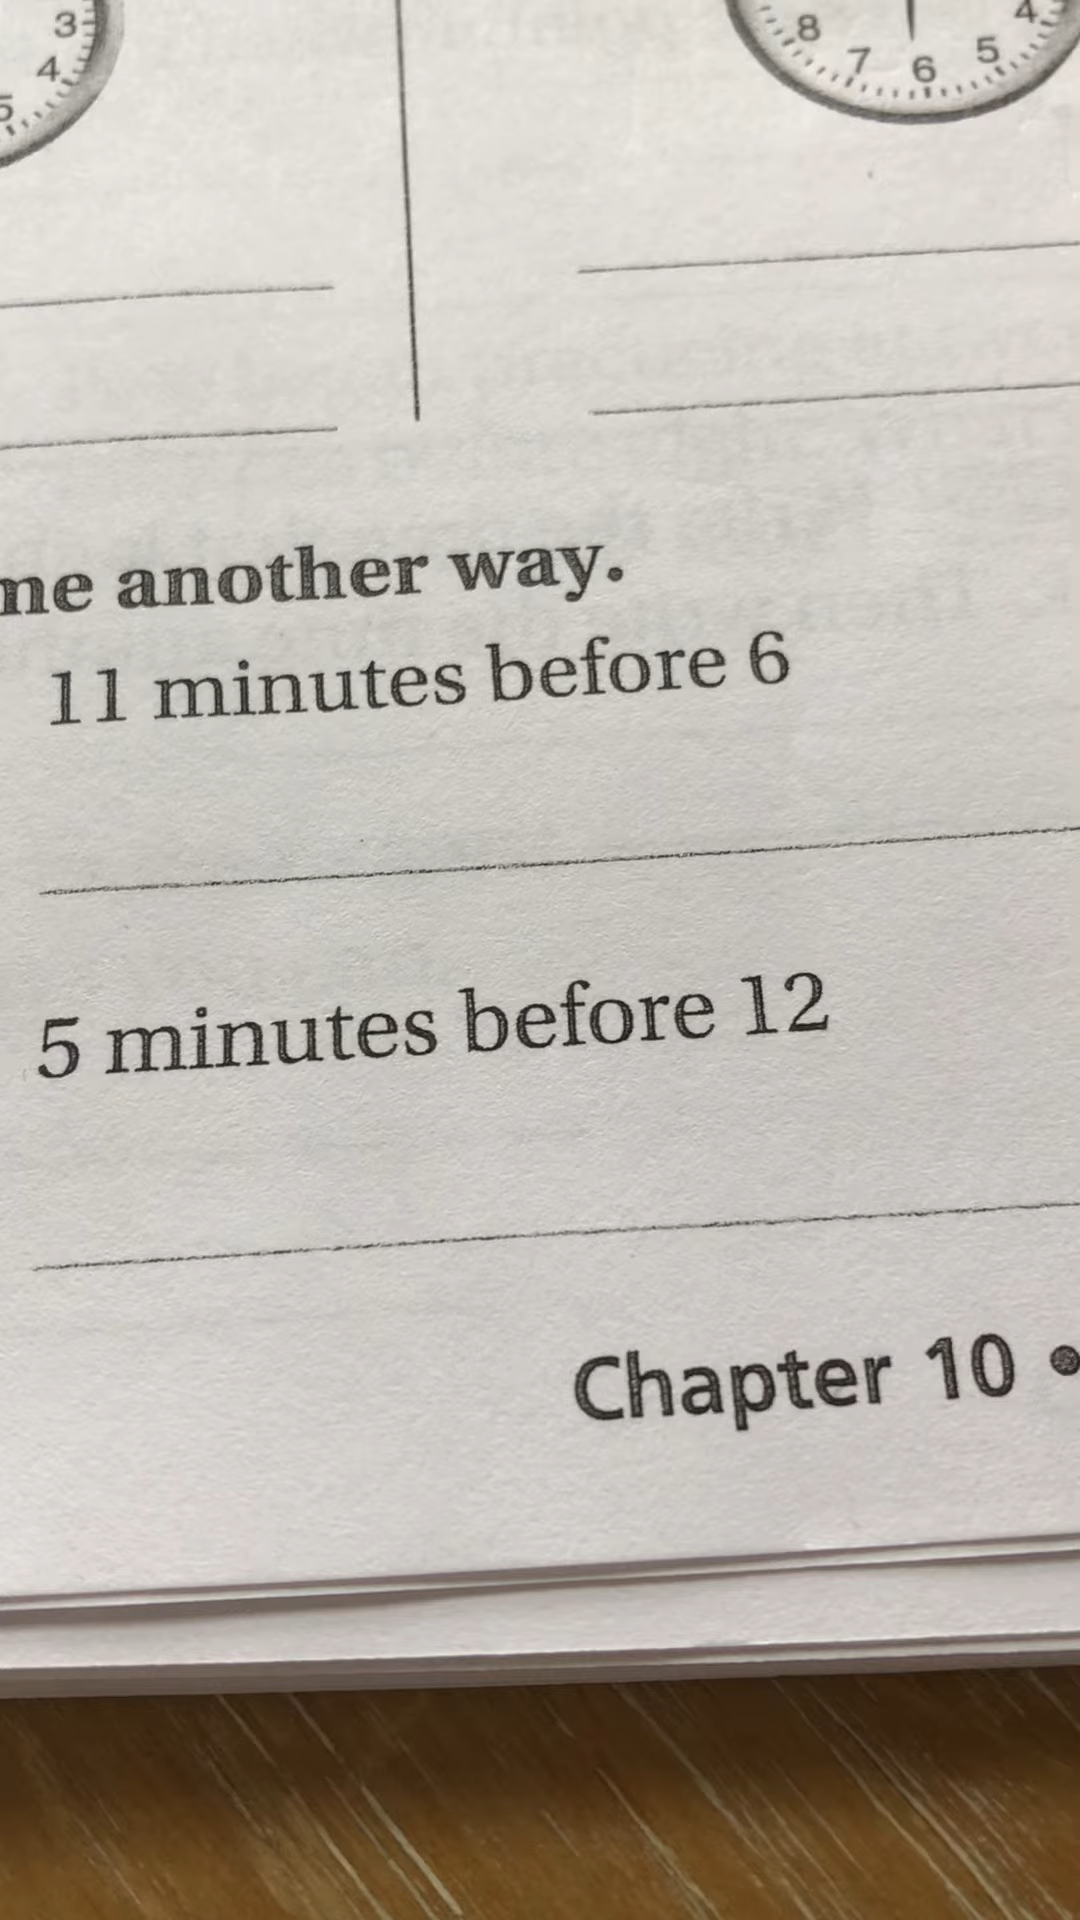 3
4
5
8
7
6
5
4
me another way.
11 minutes before 6
5 minutes before 12
Chapter 10 •